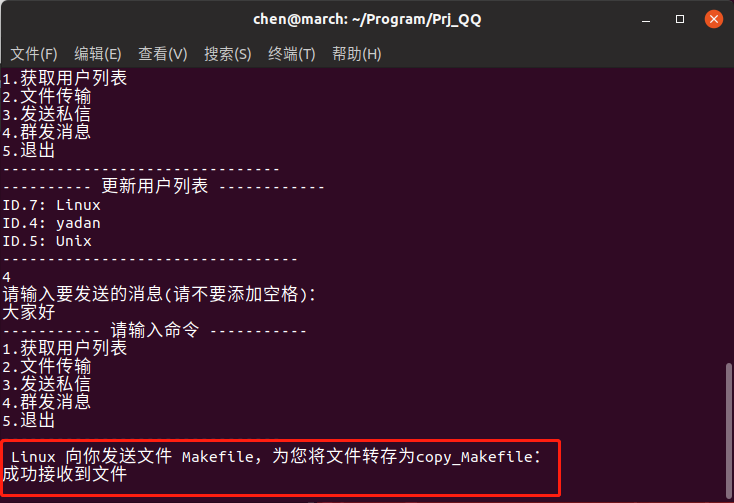 chen@march: ~/Program/Prj_QQ
文件(F) 编辑(E) 查看(V) 搜索(S) 终端(T) 帮助(H)
1.获取用户列表
2.文件传输
3.发送私信
4.群发消息
5.退出
-------------------------------
---------- 更新用户列表 ------------
ID.7: Linux
ID.4: yadan
ID.5: Unix
---------------------------------
4
请输入要发送的消息(请不要添加空格)：
大家好
----------- 请输入命令 -----------
1.获取用户列表
2.文件传输
3.发送私信
4.群发消息
5.退出
-------------------------------
Linux 向你发送文件 Makefile，为您将文件转存为copy_Makefile：
成功接收到文件